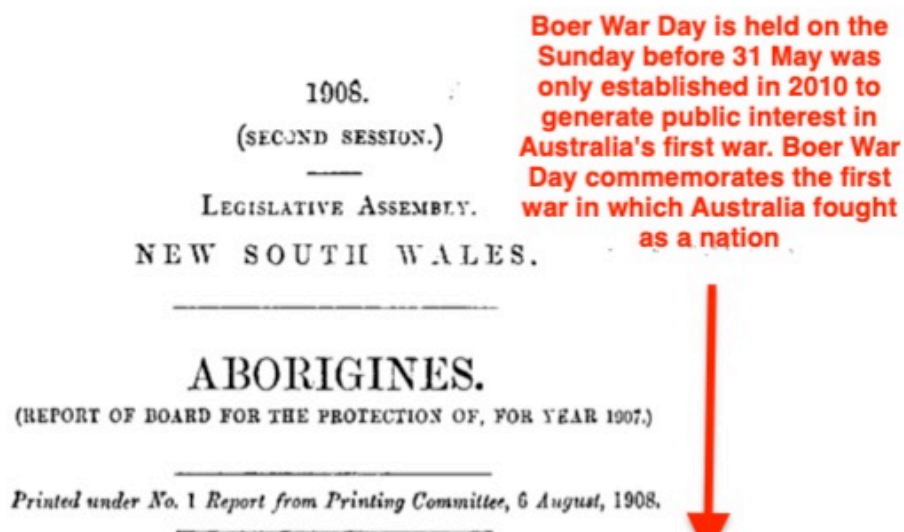 1908.
(SECOND SESSION.)
LEGISLATIVE ASSEMBLY.
NEW SOUTH WALES.
ABORIGINES.
(REPORT OF BOARD FOR THE PROTECTION OF, FOR YEAR 1907.)
Printed under No. 1 Report from Printing Committee, 6 August, 1908.
Boer War Day is held on the
Sunday before 31 May was
only established in 2010 to
generate public interest in
Australia's first war. Boer War
Day commemorates the first
war in which Australia fought
as a nation